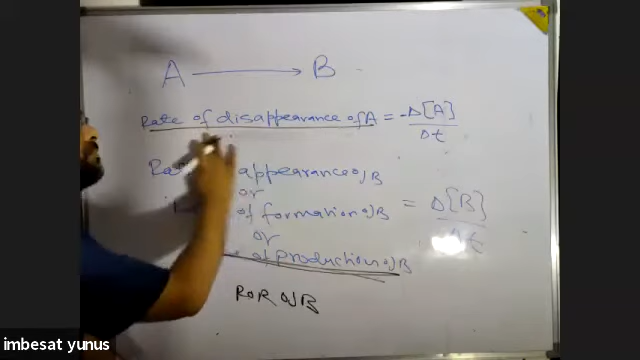 A → B
Rate of disappearance of A = -Δ[A]
Δt
appearance of B
or
of formation of B = Δ[B]
Δt
or
of production of B
ROR of B
imbesat yunus